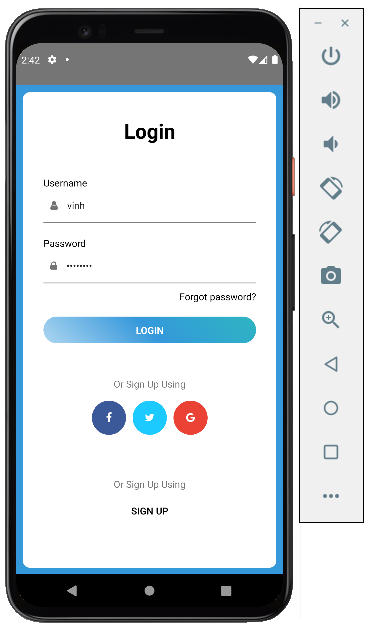 2:42
Login
Username
vinh
Password
••••••••
Forgot password?
LOGIN
Or Sign Up Using
f G
Or Sign Up Using
SIGN UP